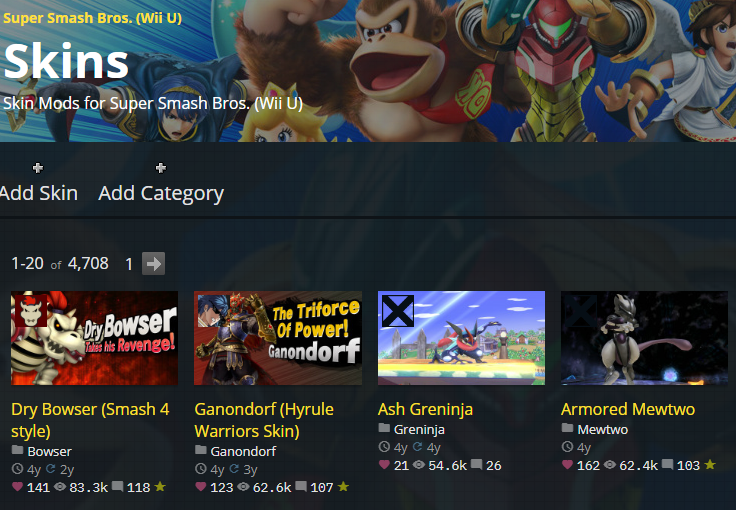 Super Smash Bros. (Wii U)
Skins
Skin Mods for Super Smash Bros. (Wii U)
Add Skin Add Category
1-20 of 4,708 1
Dry Bowser
Takes his Revenge!
The Triforce
Of Power!
Ganondorf
Dry Bowser (Smash 4
style)
Bowser
4y 2y
141 83.3k 118
Ganondorf (Hyrule
Warriors Skin)
Ganondorf
4y 3y
123 62.6k 107
Ash Greninja
Greninja
4y 4y
21 54.6k 26
Armored Mewtwo
Mewtwo
4y
162 62.4k 103